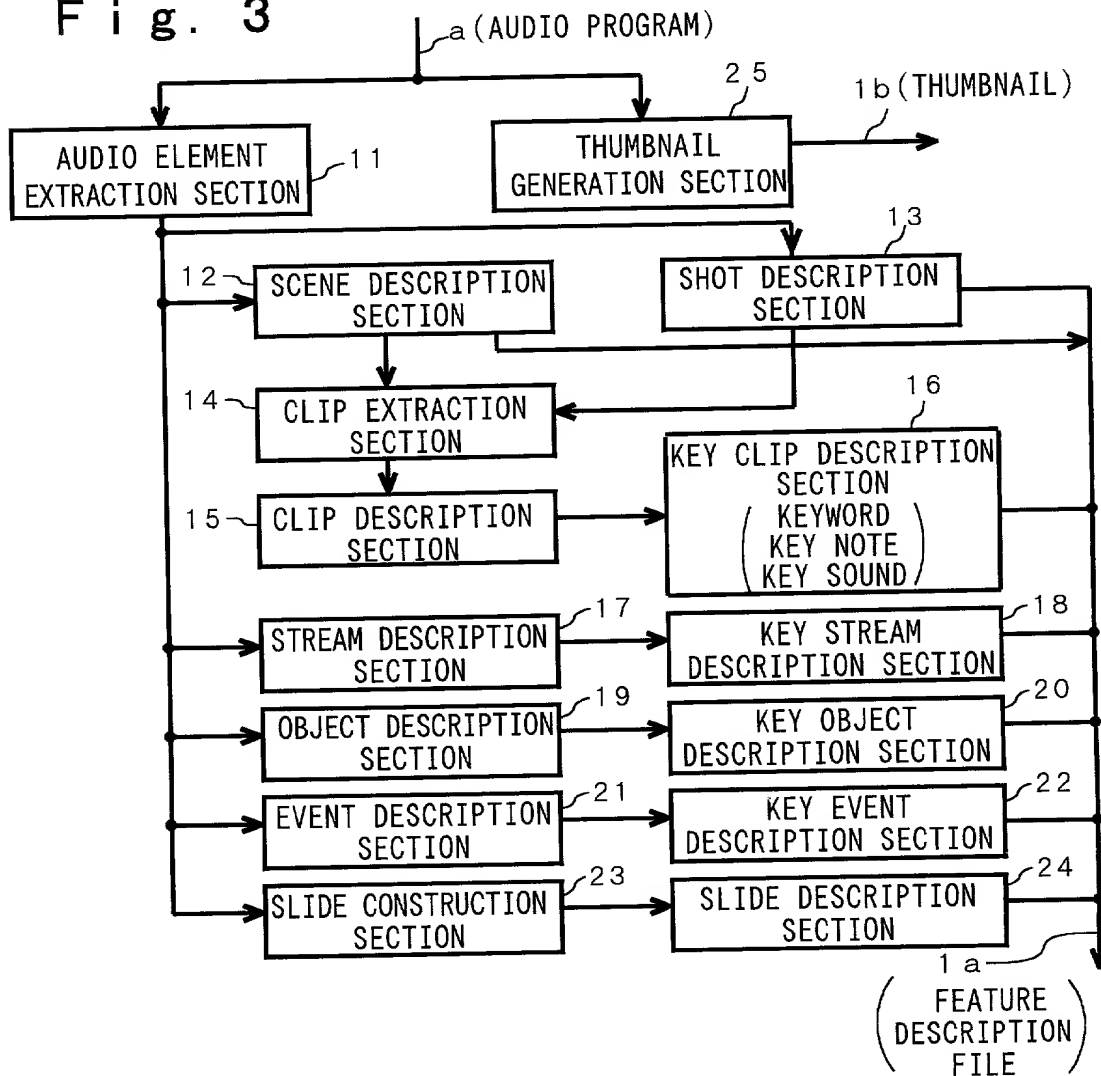 Fig. 3
a (AUDIO PROGRAM)
25
1b (THUMBNAIL)
AUDIO ELEMENT
EXTRACTION SECTION
11
THUMBNAIL
GENERATION SECTION
12
SCENE DESCRIPTION
SECTION
13
SHOT DESCRIPTION
SECTION
14
CLIP EXTRACTION
SECTION
16
KEY CLIP DESCRIPTION
SECTION
KEYWORD
KEY NOTE
KEY SOUND
15
CLIP DESCRIPTION
SECTION
STREAM DESCRIPTION
SECTION
17
KEY STREAM
DESCRIPTION SECTION
18
OBJECT DESCRIPTION
SECTION
19
KEY OBJECT
DESCRIPTION SECTION
20
EVENT DESCRIPTION
SECTION
21
KEY EVENT
DESCRIPTION SECTION
22
SLIDE CONSTRUCTION
SECTION
23
SLIDE DESCRIPTION
SECTION
24
1a
FEATURE
DESCRIPTION
FILE